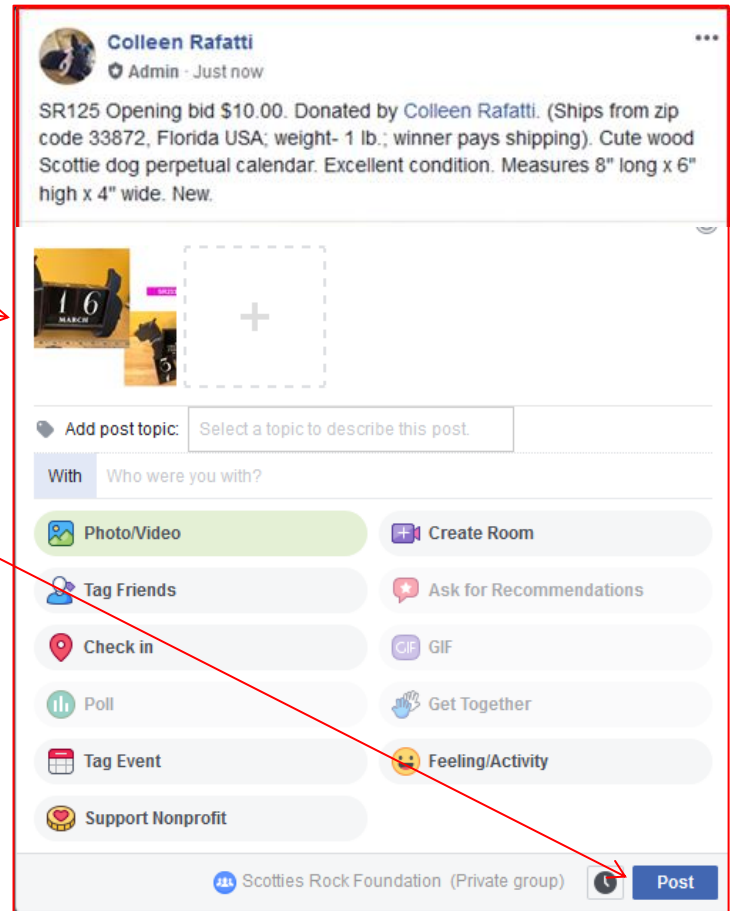 Colleen Rafatti
Admin · Just now
SR125 Opening bid $10.00. Donated by Colleen Rafatti. (Ships from zip
code 33872, Florida USA; weight- 1 lb.; winner pays shipping). Cute wood
Scottie dog perpetual calendar. Excellent condition. Measures 8" long x 6"
high x 4" wide. New.
1 6
MARCH
Add post topic: Select a topic to describe this post.
With Who were you with?
Photo/Video
Create Room
Tag Friends
Ask for Recommendations
Check in
GIF GIF
Poll
Get Together
Tag Event
Feeling/Activity
Support Nonprofit
Scotties Rock Foundation (Private group)
Post